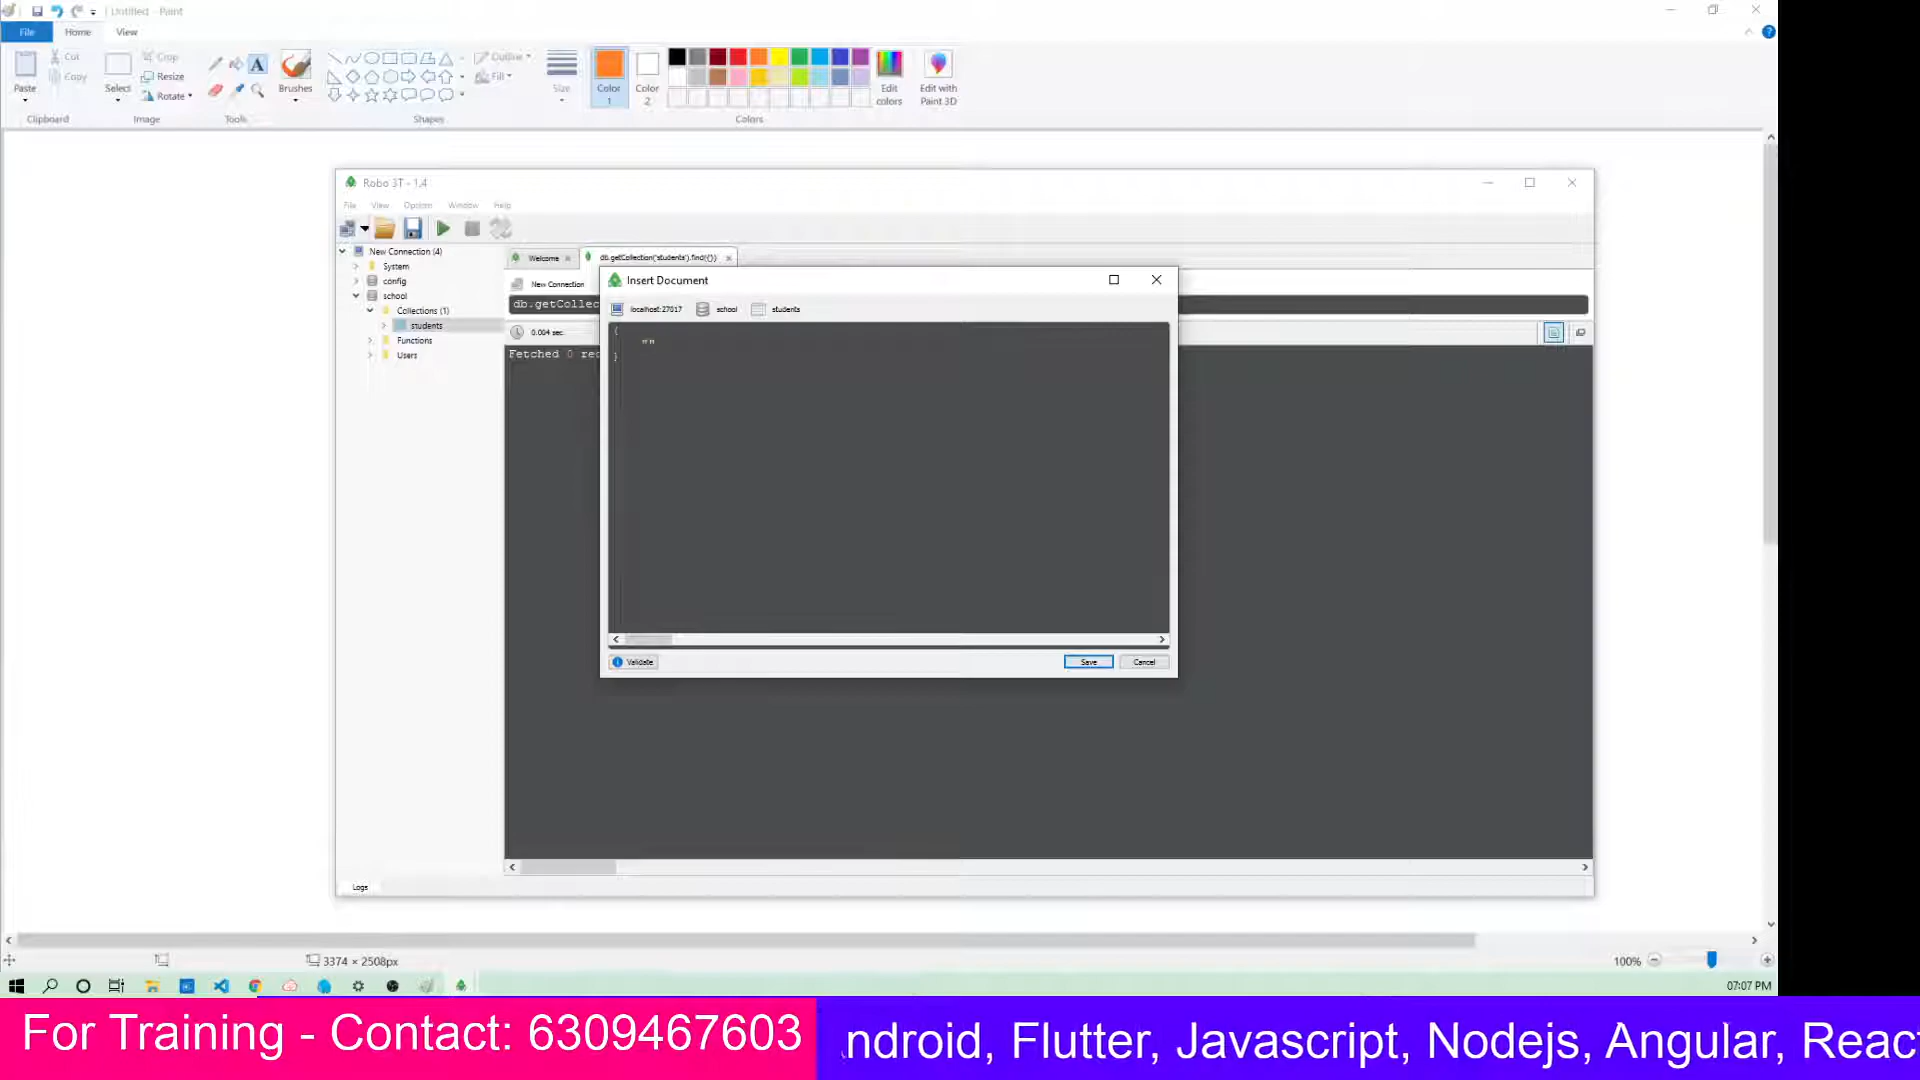 Untitled - Paint
File Home View
Paste
Cut
Copy
Clipboard
Select
Crop
Resize
Rotate
Image
Tools
Brushes
Shapes
Outline
Fill
Size
Color
1
Color
2
Edit
colors
Edit with
Paint 3D
Colors
Robo 3T - 1.4
File View Options Window Help
New Connection (4)
System
config
school
Collections (1)
students
Functions
Users
Welcome
db.getCollection('students').find({})
New Connection
db.getCollec
0.004 sec.
Fetched 0 rec
Insert Document
localhost:27017 school students
{
""
}
Validate
Save
Cancel
Logs
3374 × 2508px
100%
07:07 PM
For Training - Contact: 6309467603
ndroid, Flutter, Javascript, Nodejs, Angular, React